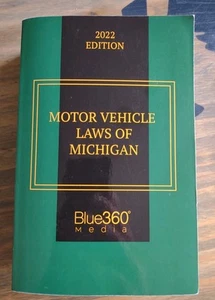 2022
EDITION
MOTOR VEHICLE
LAWS OF
MICHIGAN
Blue360°
Media